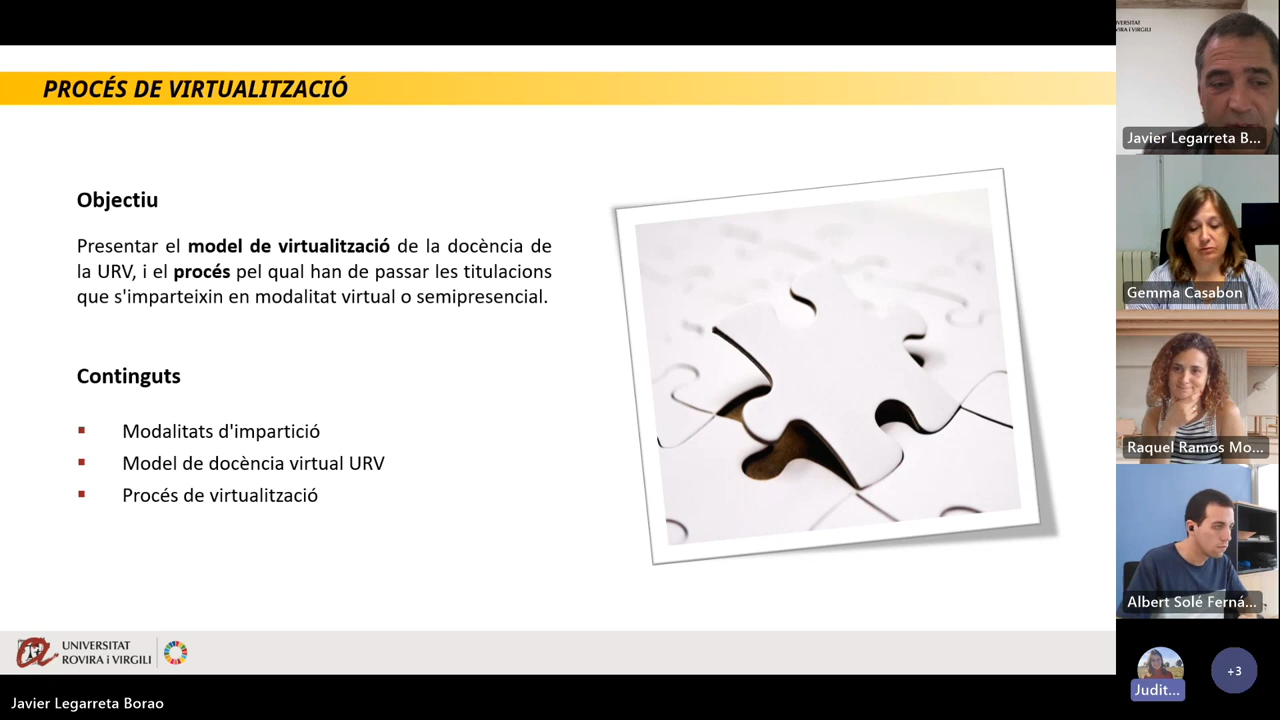 PROCÉS DE VIRTUALITZACIÓ
Objectiu
Presentar el model de virtualització de la docència de
la URV, i el procés pel qual han de passar les titulacions
que s'imparteixin en modalitat virtual o semipresencial.
Continguts
Modalitats d'impartició
Model de docència virtual URV
Procés de virtualització
UNIVERSITAT
ROVIRA i VIRGILI
Javier Legarreta Borao
Javier Legarreta B...
Gemma Casabon
Raquel Ramos Mo...
Albert Solé Ferná...
Judit...
+3